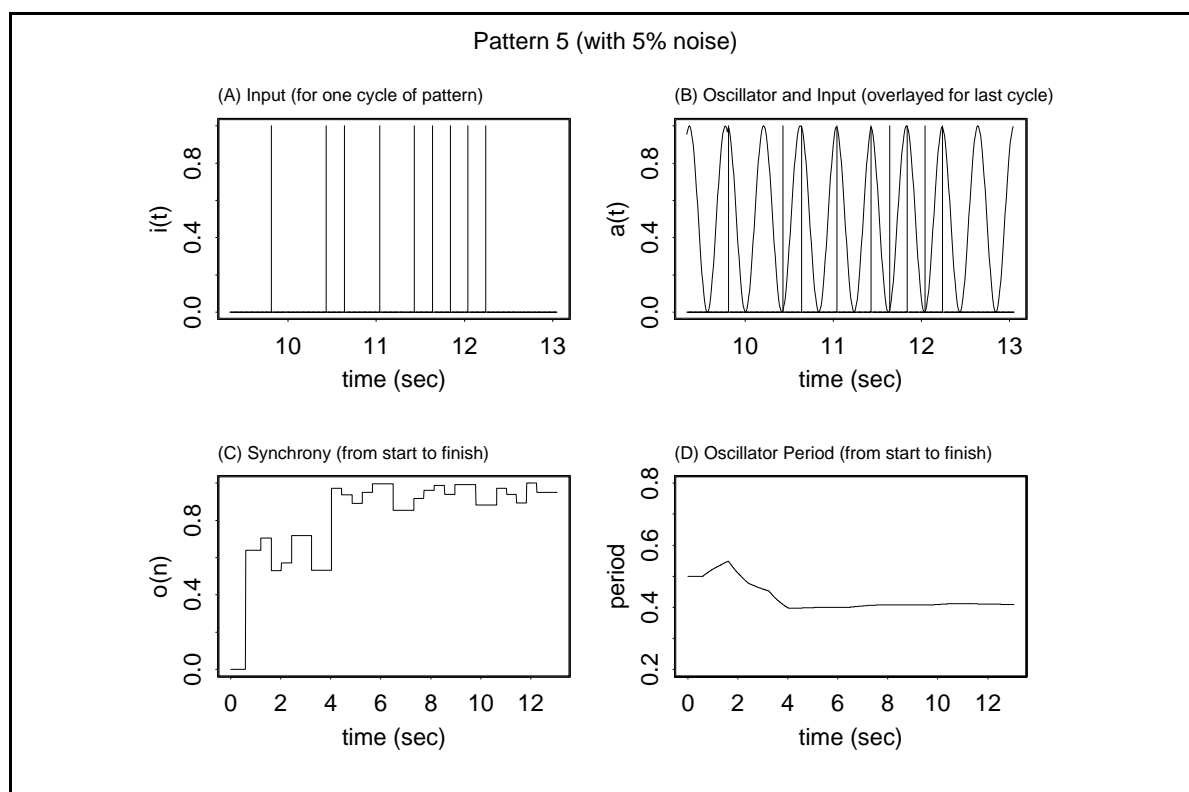 Pattern 5 (with 5% noise)
(A) Input (for one cycle of pattern)
i(t)
0.0 0.4 0.8
10 11 12 13
time (sec)
(B) Oscillator and Input (overlayed for last cycle)
a(t)
0.0 0.4 0.8
10 11 12 13
time (sec)
(C) Synchrony (from start to finish)
o(n)
0.0 0.4 0.8
0 2 4 6 8 10 12
time (sec)
(D) Oscillator Period (from start to finish)
period
0.2 0.4 0.6 0.8
0 2 4 6 8 10 12
time (sec)